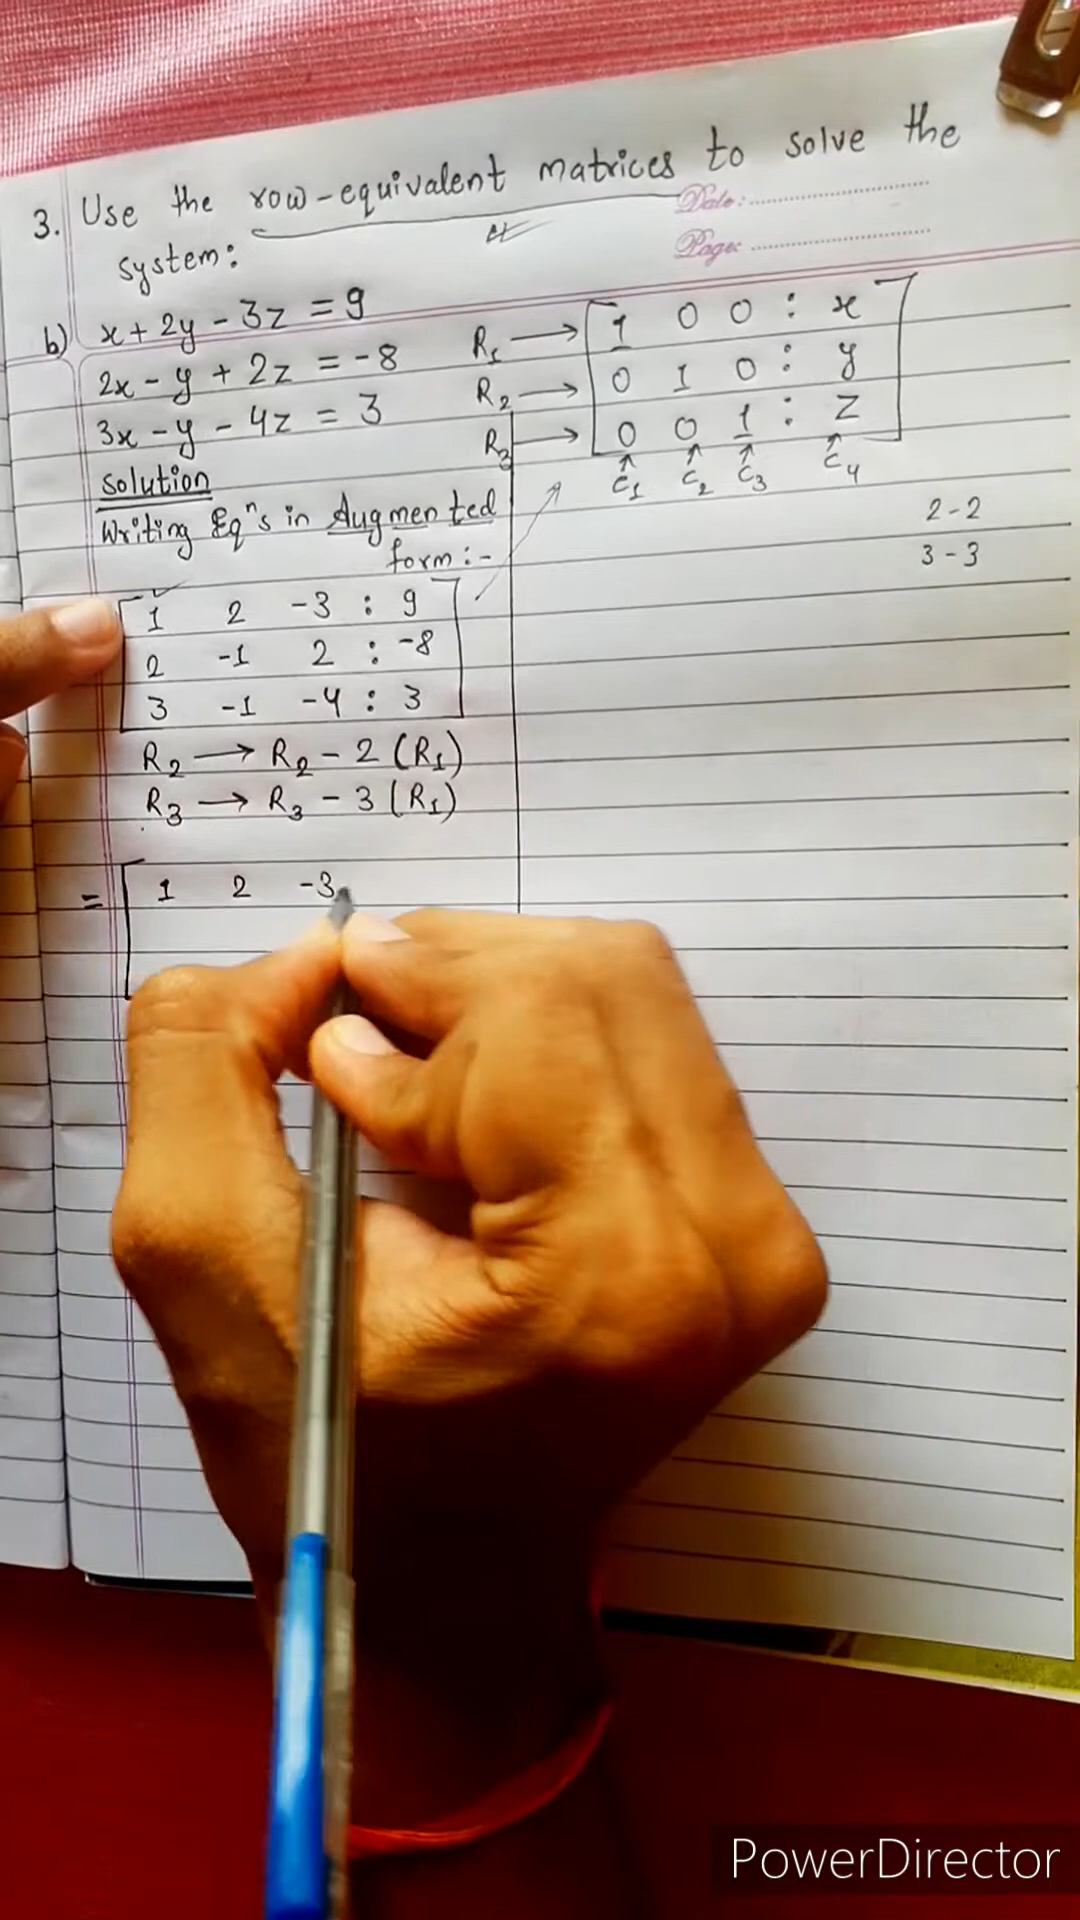 3. Use the row-equivalent matrices to solve the
Date:
system:
Page:
b) x + 2y - 3z = 9
2x - y + 2z = -8
3x - y - 4z = 3
R₁ → 1 0 0 : x
R₂ → 0 1 0 : y
R₃ → 0 0 1 : z
C₁ C₂ C₃ C₄
Solution
Writing Eqⁿs in Augmented
form :-
2 - 2
3 - 3
1 2 -3 : 9
2 -1 2 : -8
3 -1 -4 : 3
R₂ → R₂ - 2 (R₁)
R₃ → R₃ - 3 (R₁)
= 1 2 -3
PowerDirector